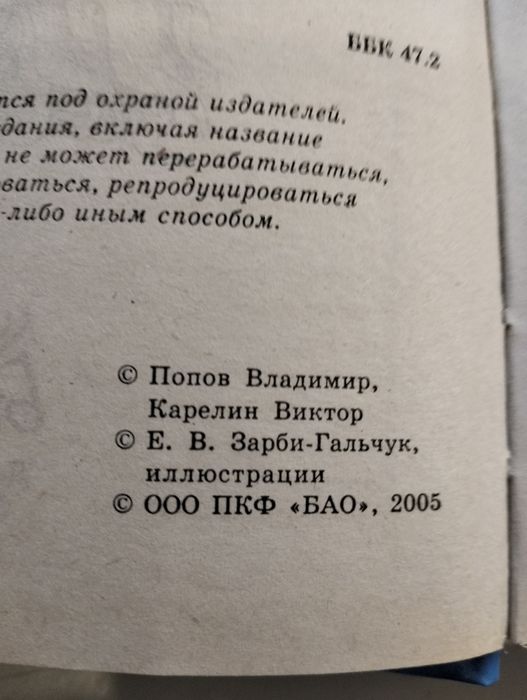 ББК 47.2
тся под охраной издателей.
дания, включая название
не может перерабатываться,
ваться, репродуцироваться
-либо иным способом.
© Попов Владимир,
Карелин Виктор
© Е. В. Зарби-Гальчук,
иллюстрации
© ООО ПКФ «БАО», 2005